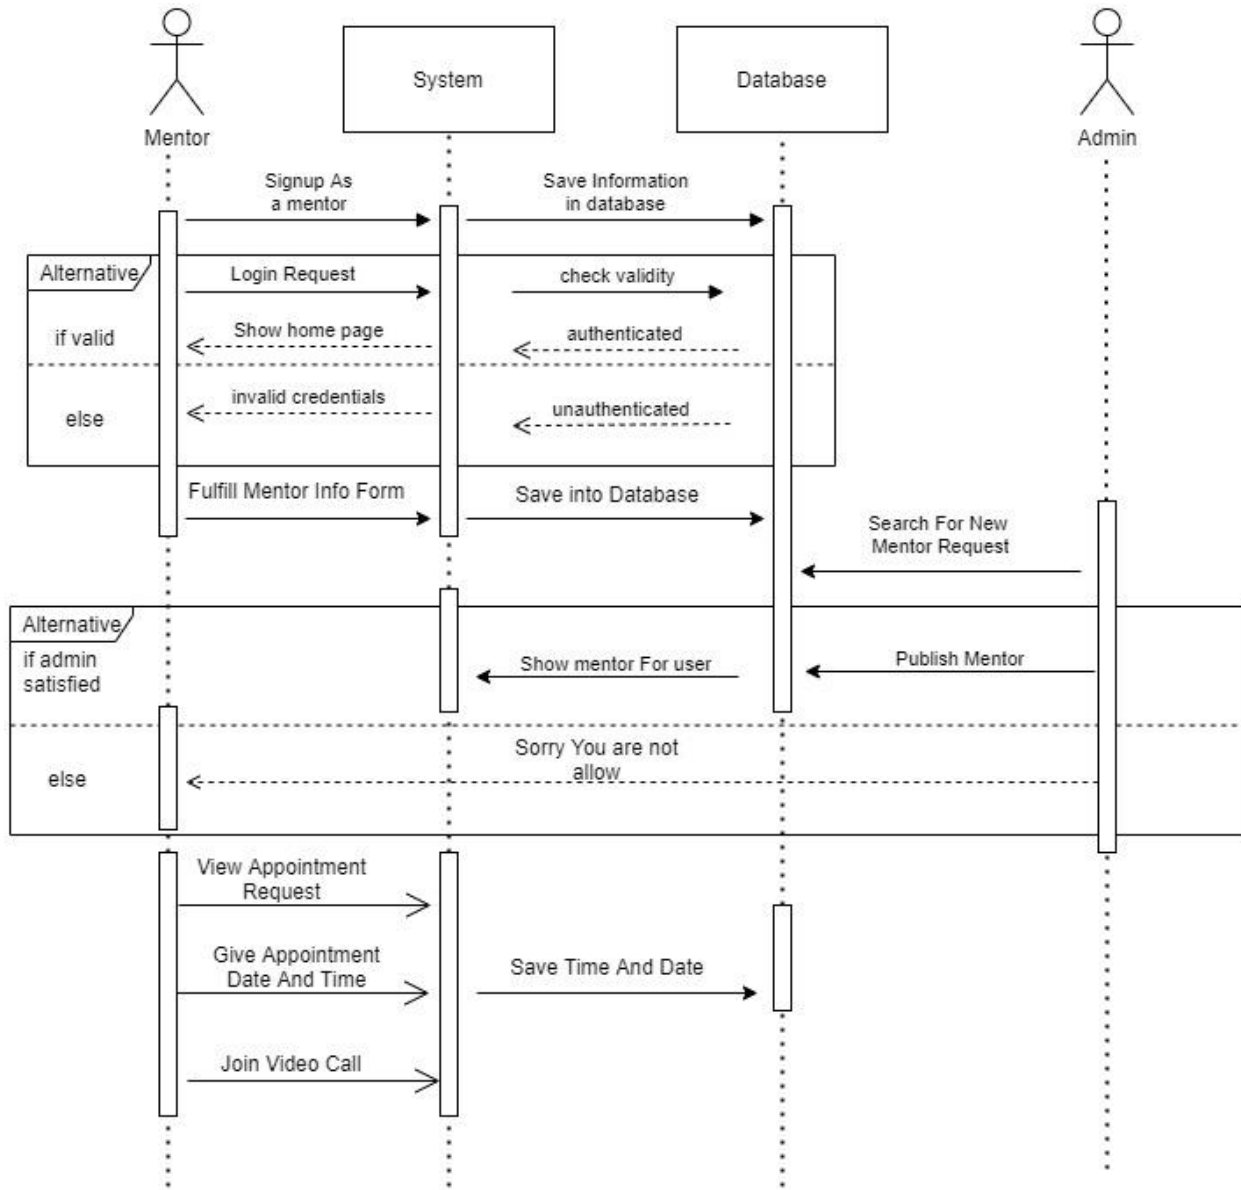 System
Database
Mentor
Admin
Signup As
a mentor
Save Information
in database
Alternative
Login Request
check validity
if valid
Show home page
authenticated
else
invalid credentials
unauthenticated
Fulfill Mentor Info Form
Save into Database
Search For New
Mentor Request
Alternative
if admin
satisfied
Show mentor For user
Publish Mentor
else
Sorry You are not
allow
View Appointment
Request
Give Appointment
Date And Time
Save Time And Date
Join Video Call